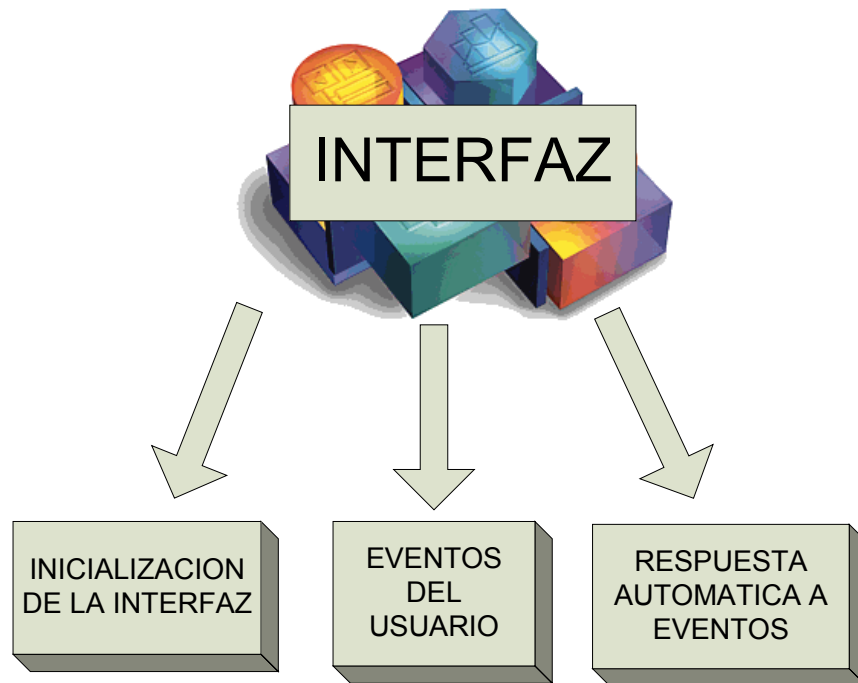 INTERFAZ
INICIALIZACION
DE LA INTERFAZ
EVENTOS
DEL
USUARIO
RESPUESTA
AUTOMATICA A
EVENTOS